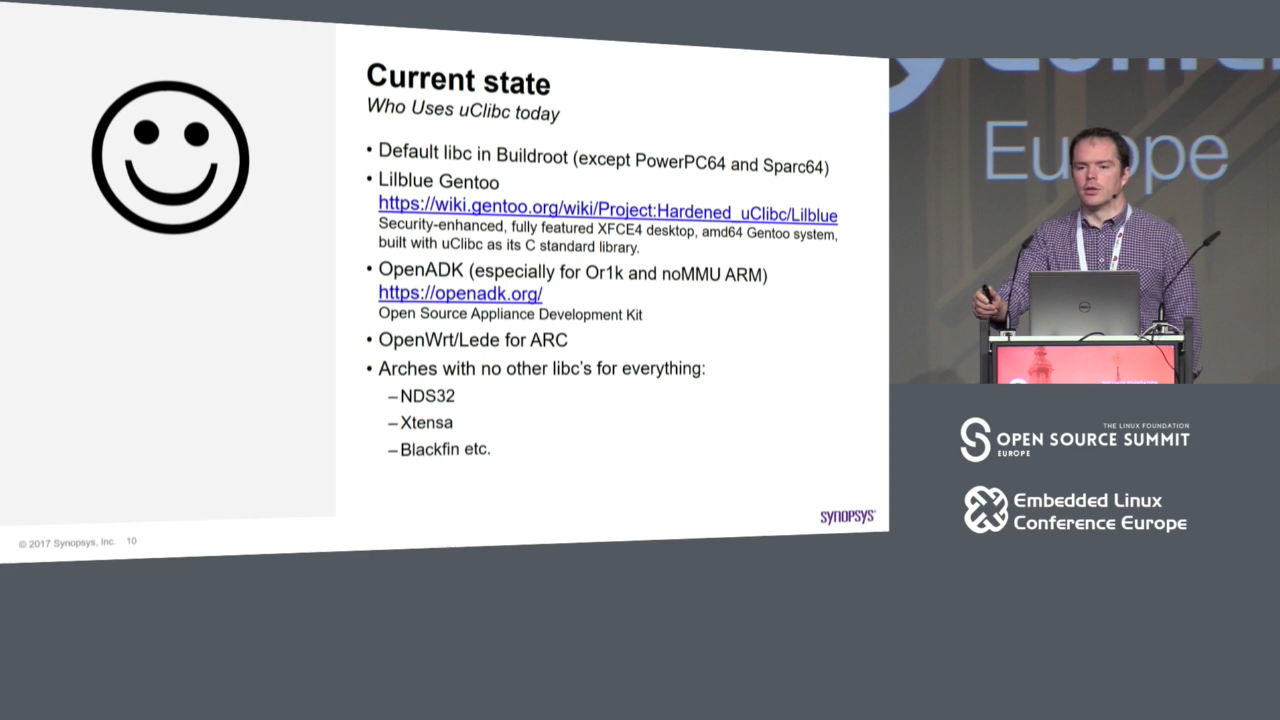 Current state
Who Uses uClibc today
• Default libc in Buildroot (except PowerPC64 and Sparc64)
• Lilblue Gentoo
https://wiki.gentoo.org/wiki/Project:Hardened_uClibc/Lilblue
Security-enhanced, fully featured XFCE4 desktop, amd64 Gentoo system,
built with uClibc as its C standard library.
• OpenADK (especially for Or1k and noMMU ARM)
https://openadk.org/
Open Source Appliance Development Kit
• OpenWrt/Lede for ARC
• Arches with no other libc's for everything:
–NDS32
–Xtensa
–Blackfin etc.
SYNOPSYS
© 2017 Synopsys, Inc. 10
Europe
DELL
THE LINUX FOUNDATION
OPEN SOURCE SUMMIT
EUROPE
Embedded Linux
Conference Europe